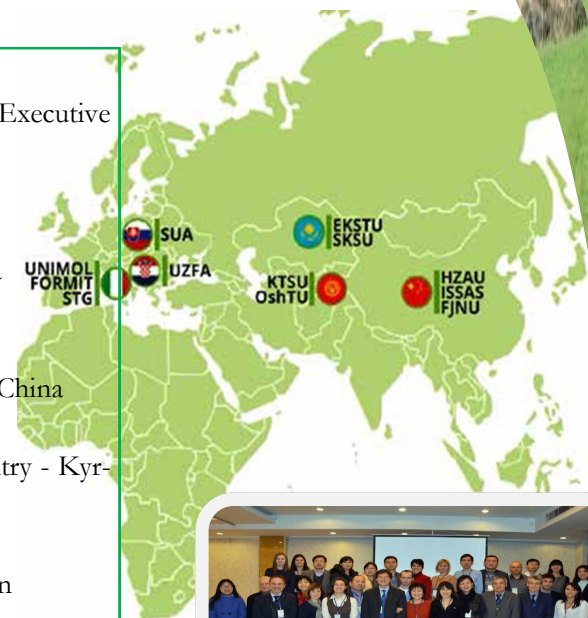 Executive
China
try - Kyr-
n
SUA
UZFA
UNIMOL
FORMIT
STG
EKSTU
SKSU
KTSU
OshTU
HZAU
ISSAS
FJNU